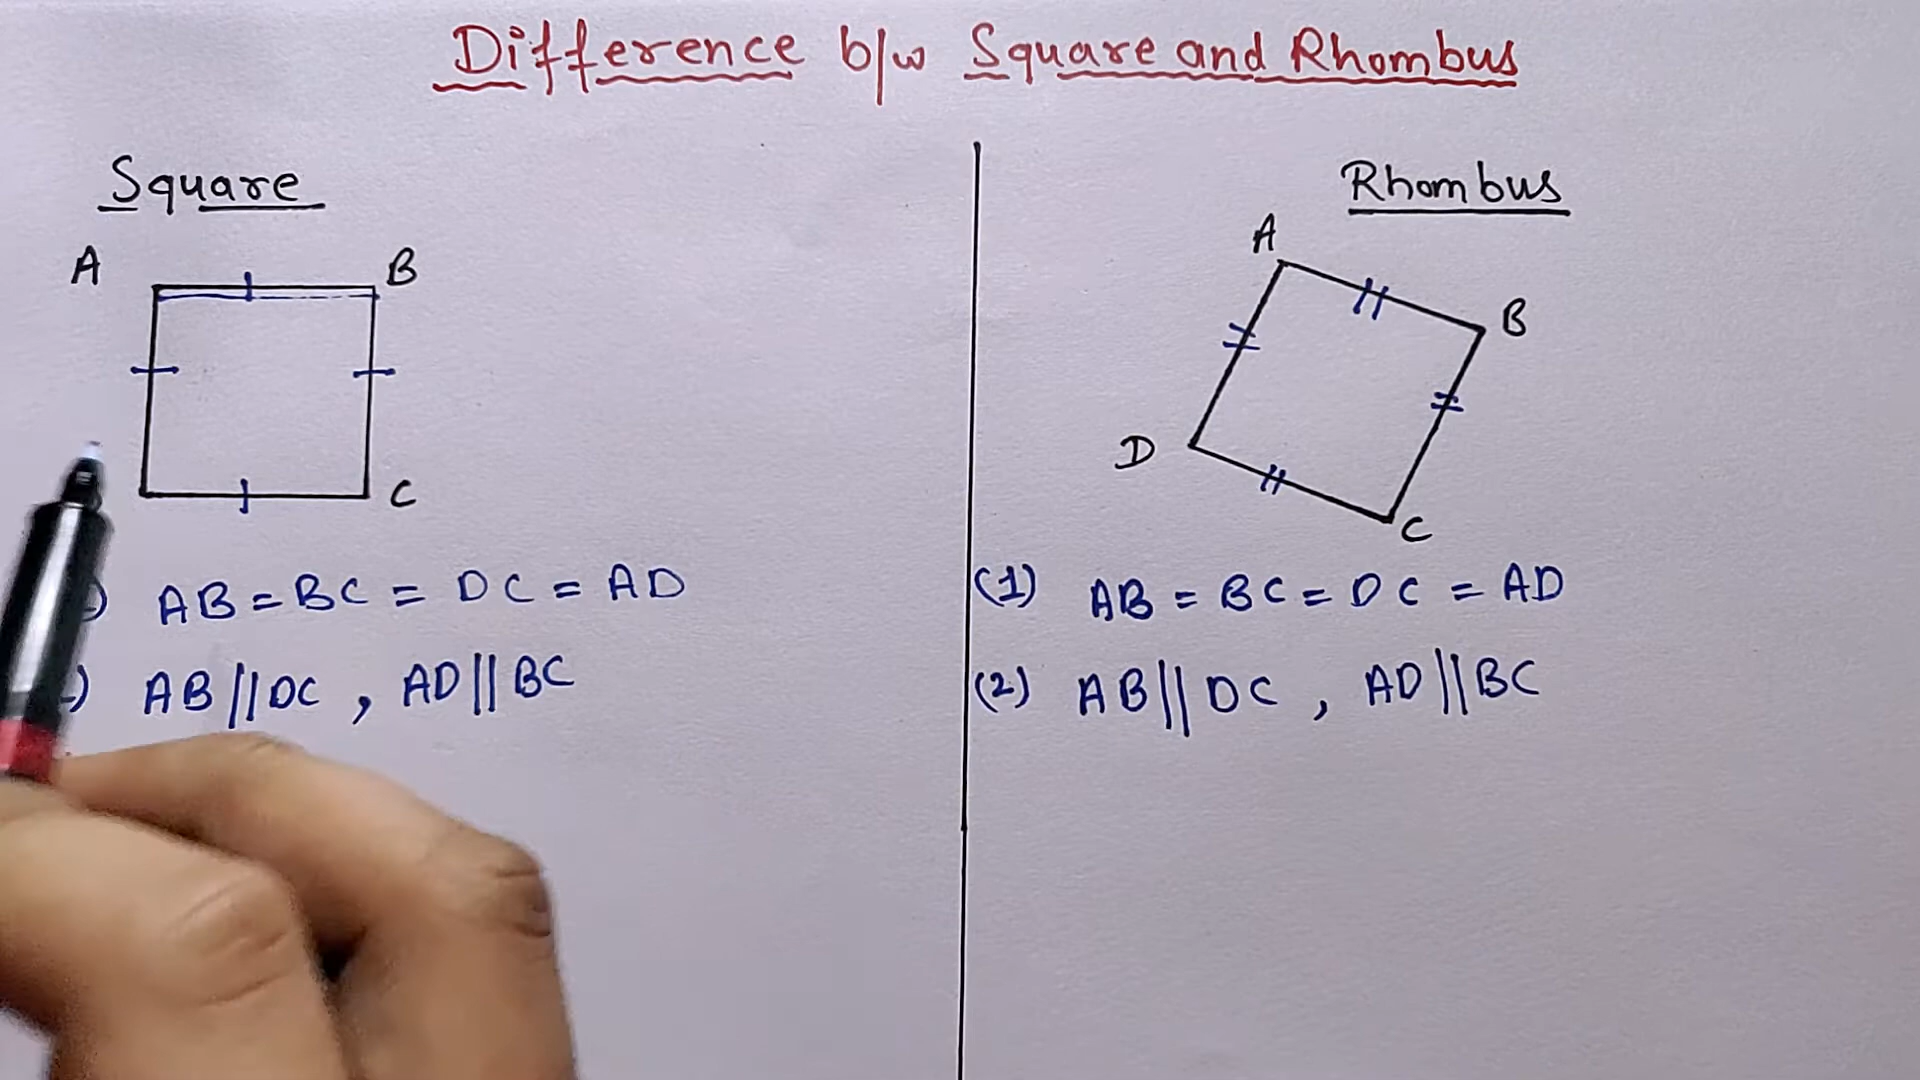 Difference b/w Square and Rhombus
Square
A B
C
AB = BC = DC = AD
AB || DC , AD || BC
Rhombus
A
B
D
C
(1) AB = BC = DC = AD
(2) AB || DC , AD || BC